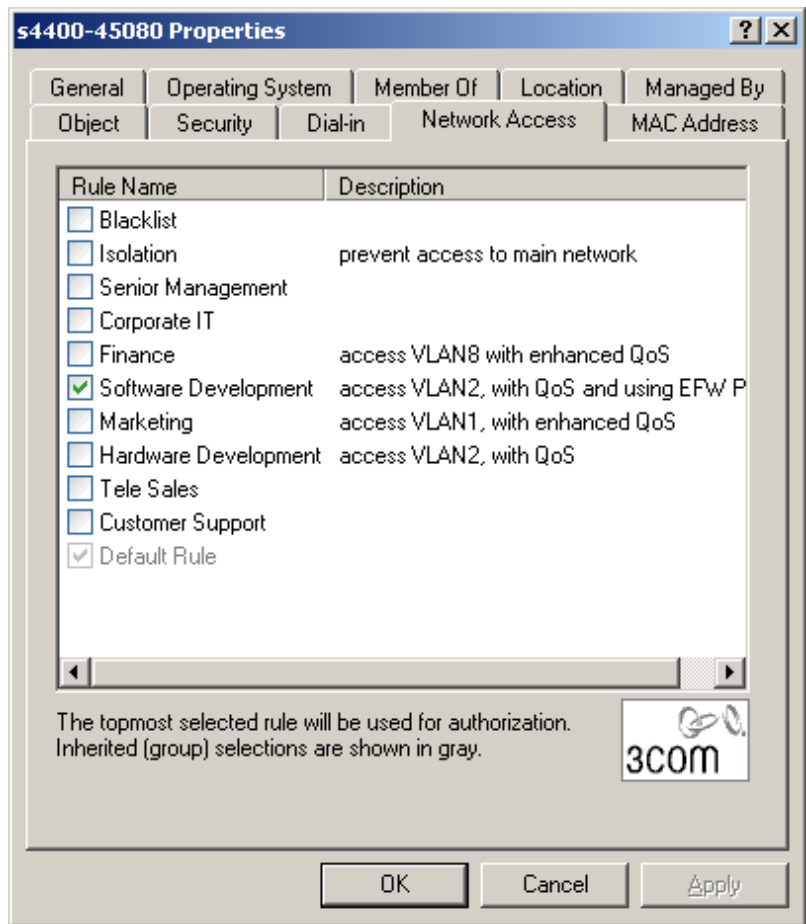 s4400-45080 Properties
General Operating System Member Of Location Managed By
Object Security Dial-in Network Access MAC Address
Rule Name Description
Blacklist
Isolation prevent access to main network
Senior Management
Corporate IT
Finance access VLAN8 with enhanced QoS
Software Development access VLAN2, with QoS and using EFW P
Marketing access VLAN1, with enhanced QoS
Hardware Development access VLAN2, with QoS
Tele Sales
Customer Support
Default Rule
The topmost selected rule will be used for authorization.
Inherited (group) selections are shown in gray.
3COM
OK Cancel Apply